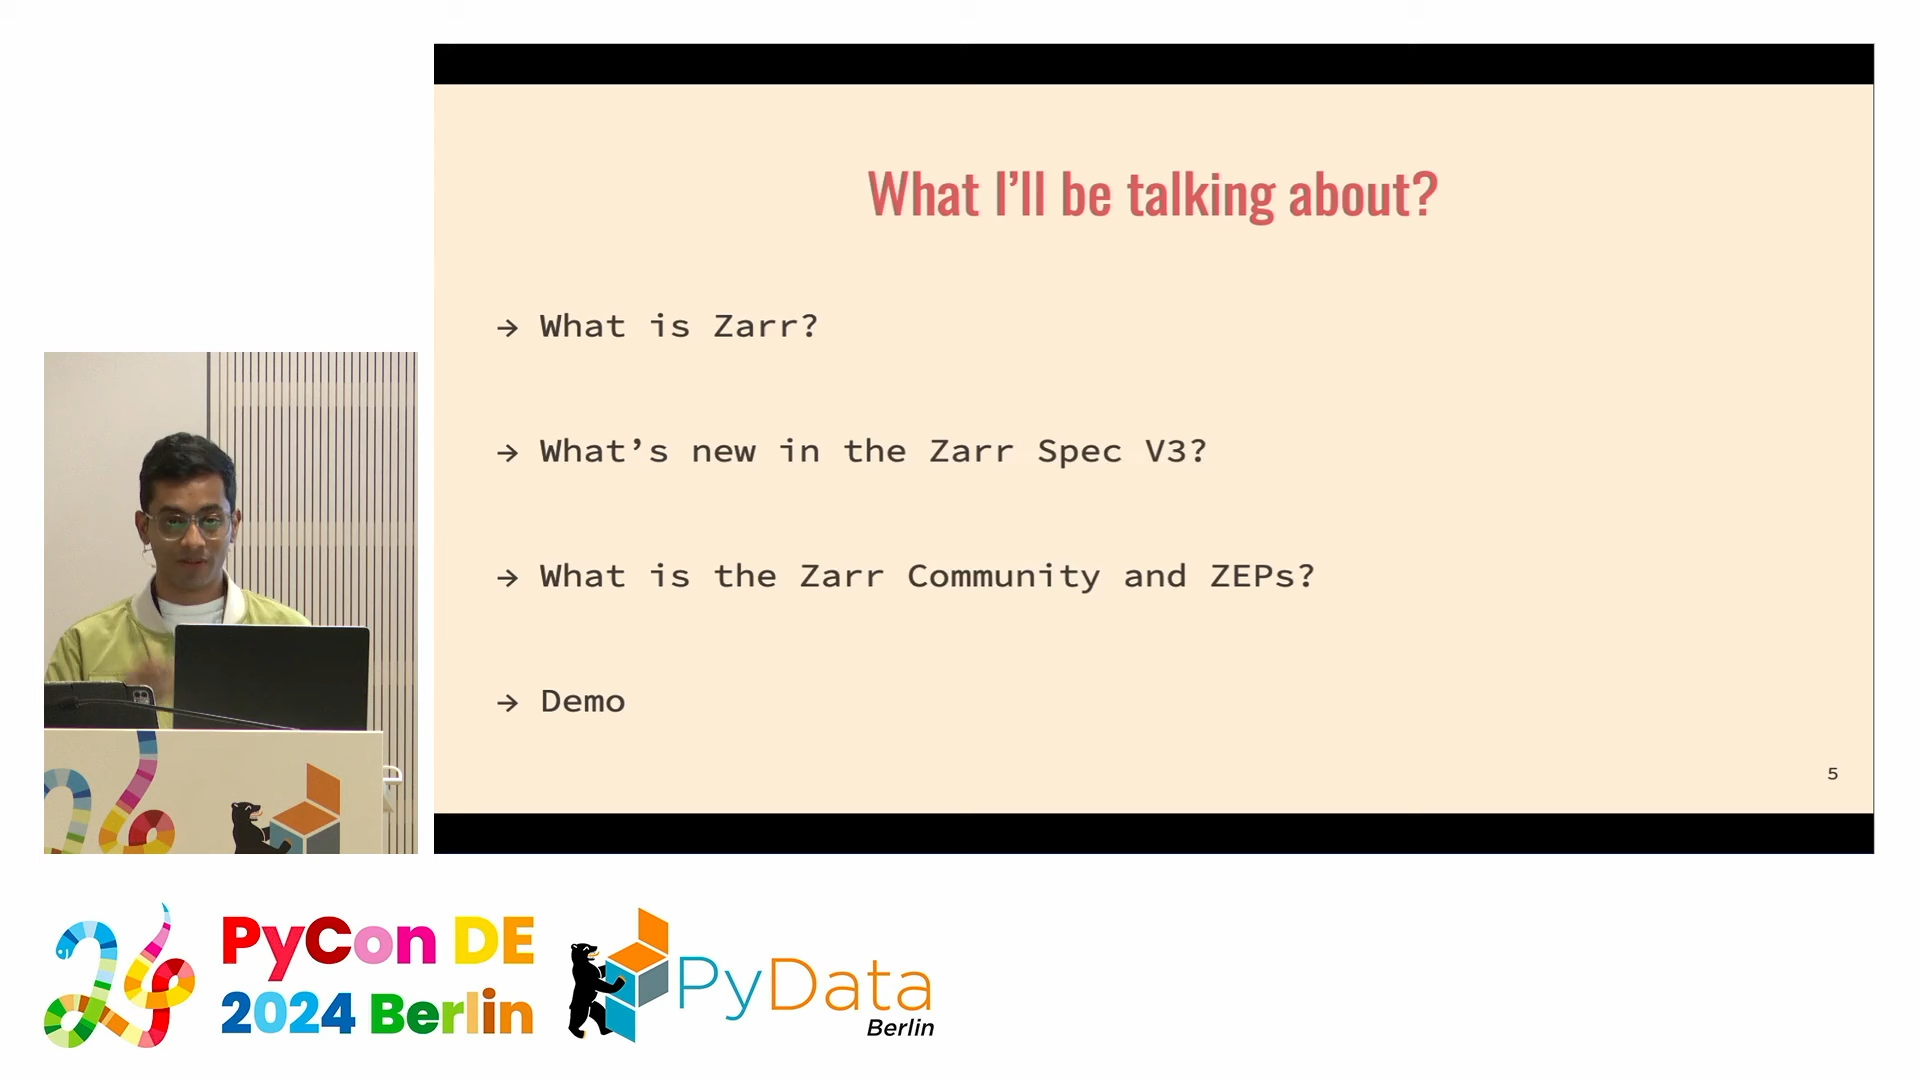 What I’ll be talking about?
→ What is Zarr?
→ What’s new in the Zarr Spec V3?
→ What is the Zarr Community and ZEPs?
→ Demo
5
PyCon DE
2024 Berlin
PyData
Berlin